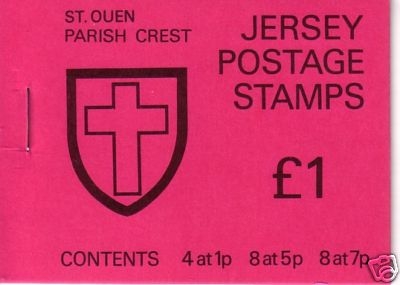 ST. OUEN
PARISH CREST
JERSEY
POSTAGE
STAMPS
£1
CONTENTS 4 at 1p 8 at 5p 8 at 7p